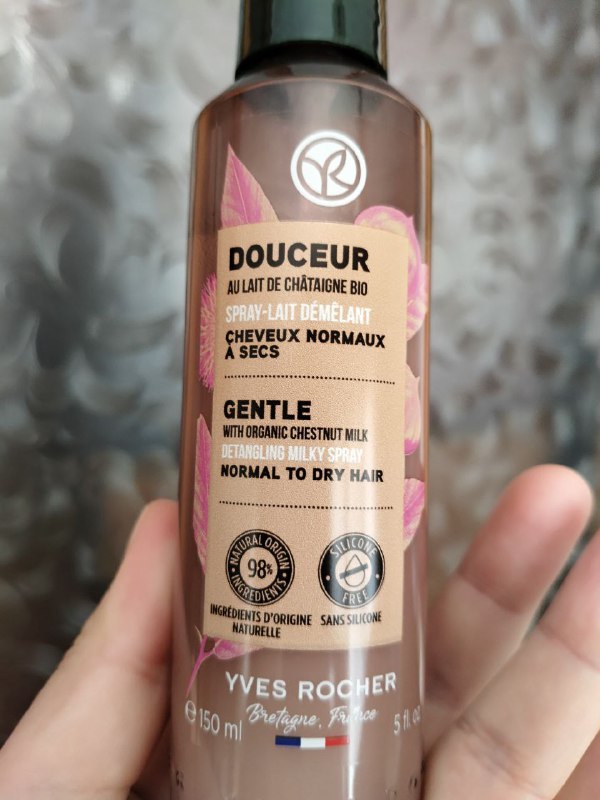 DOUCEUR
AU LAIT DE CHÂTAIGNE BIO
SPRAY-LAIT DÉMÊLANT
CHEVEUX NORMAUX
À SECS
GENTLE
WITH ORGANIC CHESTNUT MILK
DETANGLING MILKY SPRAY
NORMAL TO DRY HAIR
NATURAL ORIGIN
98%
INGREDIENTS
SILICONE
FREE
INGRÉDIENTS D'ORIGINE
NATURELLE
SANS SILICONE
YVES ROCHER
Bretagne, France
℮ 150 ml
5 fl. oz